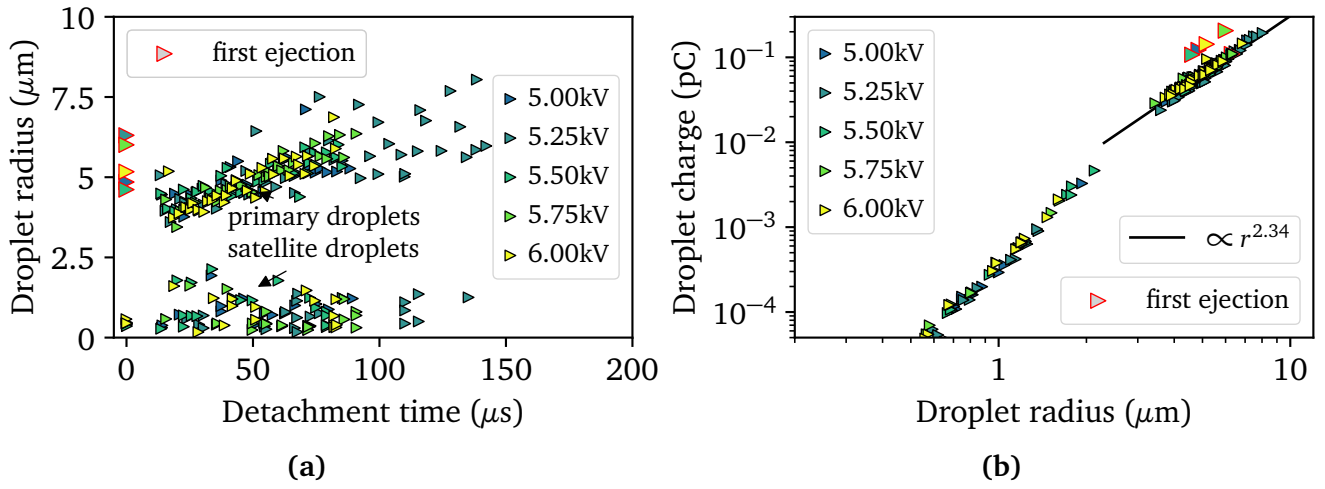 10
7.5
5
2.5
0
Droplet radius (μm)
first ejection
5.00kV
5.25kV
5.50kV
5.75kV
6.00kV
primary droplets
satellite droplets
0
50
100
150
200
Detachment time (μs)
(a)
10⁻¹
10⁻²
10⁻³
10⁻⁴
Droplet charge (pC)
5.00kV
5.25kV
5.50kV
5.75kV
6.00kV
∝ r^2.34
first ejection
1
10
Droplet radius (μm)
(b)